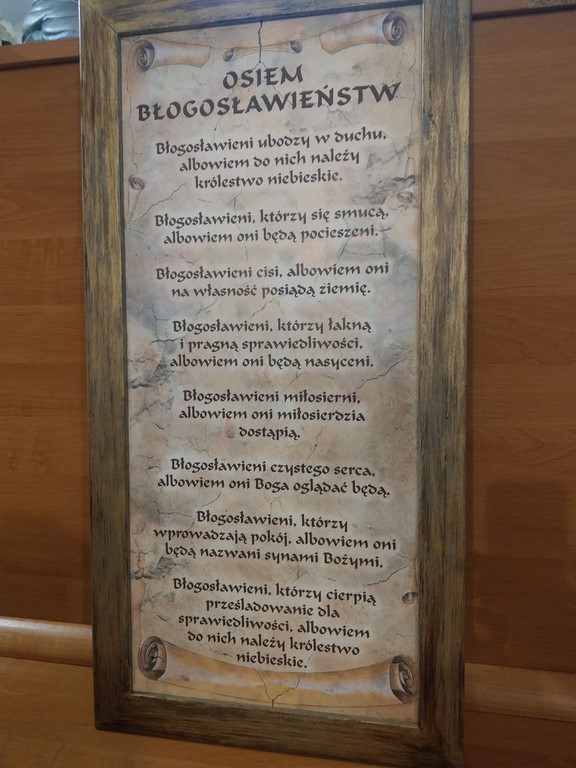 OSIEM
BŁOGOSŁAWIEŃSTW
Błogosławieni ubodzy w duchu,
albowiem do nich należy
królestwo niebieskie.
Błogosławieni, którzy się smucą,
albowiem oni będą pocieszeni.
Błogosławieni cisi, albowiem oni
na własność posiądą ziemię.
Błogosławieni, którzy łakną
i pragną sprawiedliwości,
albowiem oni będą nasyceni.
Błogosławieni miłosierni,
albowiem oni miłosierdzia
dostąpią.
Błogosławieni czystego serca,
albowiem oni Boga oglądać będą.
Błogosławieni, którzy
wprowadzają pokój, albowiem oni
będą nazwani synami Bożymi.
Błogosławieni, którzy cierpią
prześladowanie dla
sprawiedliwości, albowiem
do nich należy królestwo
niebieskie.